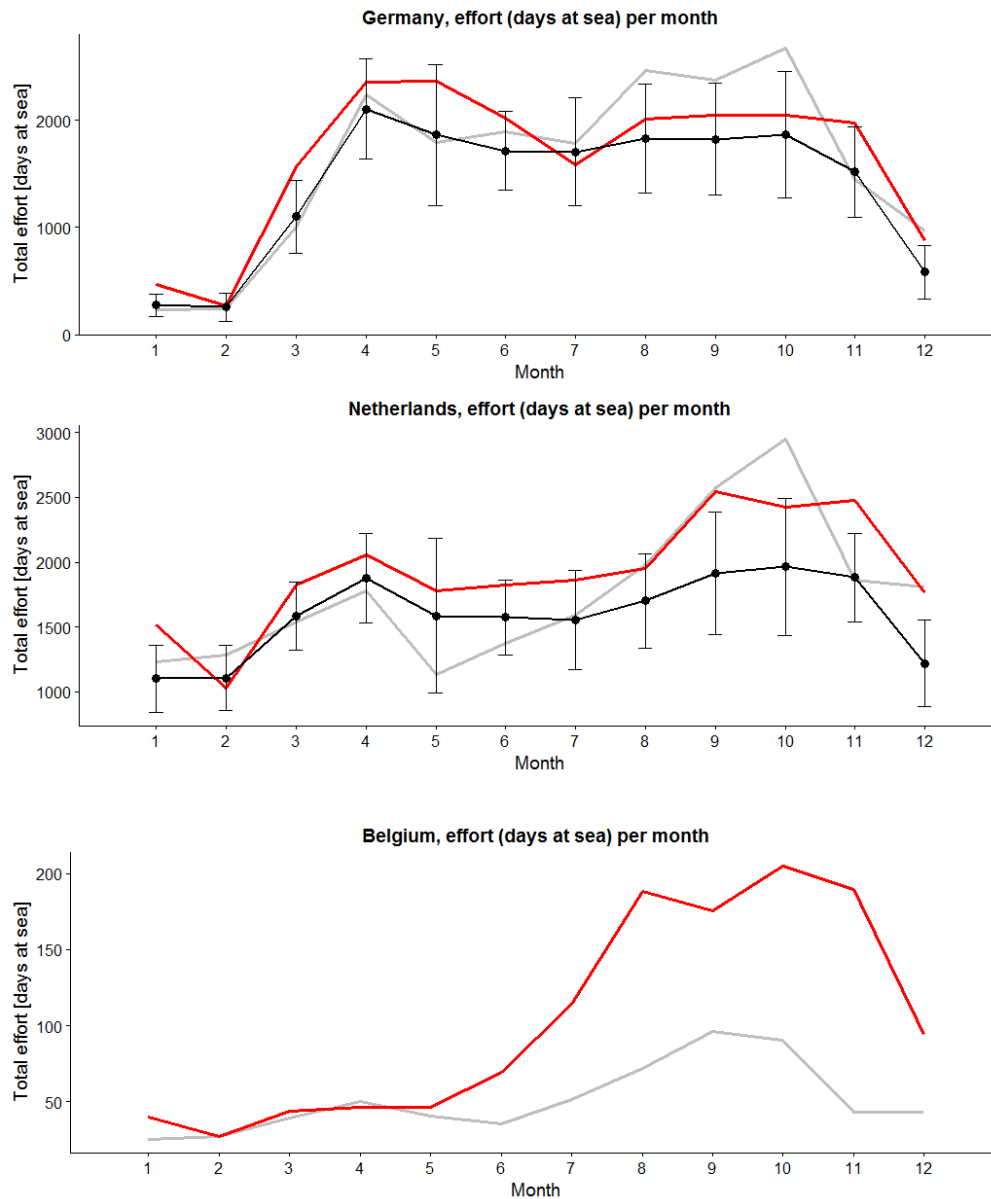 Germany, effort (days at sea) per month
Total effort [days at sea]
2000
1000
0
1 2 3 4 5 6 7 8 9 10 11 12
Month
Netherlands, effort (days at sea) per month
Total effort [days at sea]
3000
2500
2000
1500
1000
1 2 3 4 5 6 7 8 9 10 11 12
Month
Belgium, effort (days at sea) per month
Total effort [days at sea]
200
150
100
50
1 2 3 4 5 6 7 8 9 10 11 12
Month